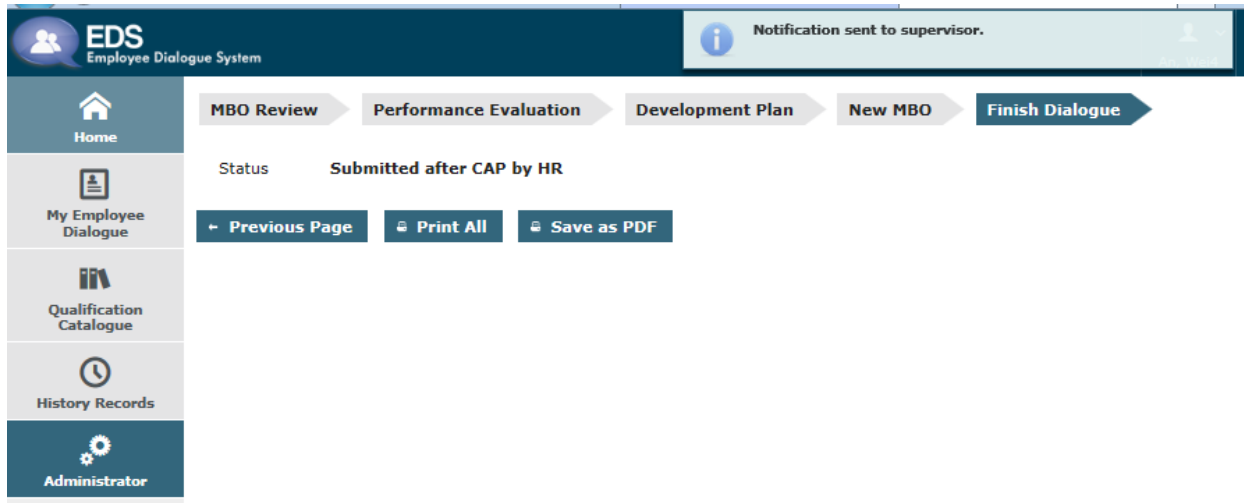 EDS
Employee Dialogue System
Notification sent to supervisor.
Home
My Employee
Dialogue
Qualification
Catalogue
History Records
Administrator
MBO Review
Performance Evaluation
Development Plan
New MBO
Finish Dialogue
Status Submitted after CAP by HR
← Previous Page
Print All
Save as PDF